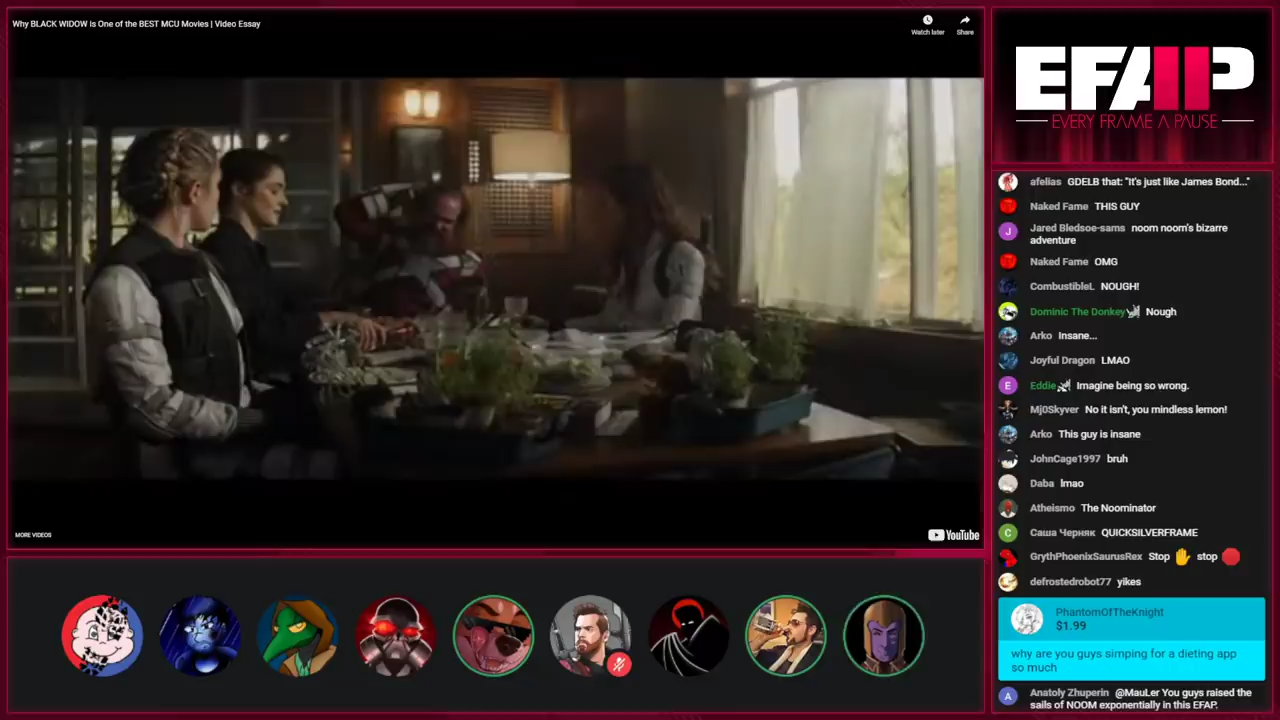 Why BLACK WIDOW is One of the BEST MCU Movies | Video Essay
Watch later
Share
MORE VIDEOS
YouTube
EFAP
EVERY FRAME A PAUSE
afelias GDELB that: "It's just like James Bond..."
Naked Fame THIS GUY
Jared Bledsoe-sams noom noom's bizarre
adventure
Naked Fame OMG
CombustibleL NOUGH!
Dominic The Donkey Nough
Arko Insane...
Joyful Dragon LMAO
Eddie Imagine being so wrong.
Mj0Skyver No it isn't, you mindless lemon!
Arko This guy is insane
JohnCage1997 bruh
Daba lmao
Atheismo The Noominator
Саша Черняк QUICKSILVERFRAME
GrythPhoenixSaurusRex Stop ✋ stop 🛑
defrostedrobot77 yikes
PhantomOfTheKnight
$1.99
why are you guys simping for a dieting app
so much
Anatoly Zhuperin @MauLer You guys raised the
sails of NOOM exponentially in this EFAP.